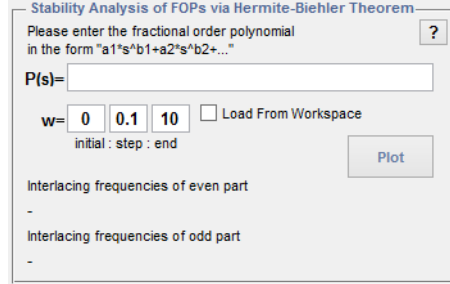 Stability Analysis of FOPs via Hermite-Biehler Theorem
Please enter the fractional order polynomial
in the form "a1*s^b1+a2*s^b2+..."
?
P(s)=
w= 0 0.1 10 Load From Workspace
initial : step : end
Plot
Interlacing frequencies of even part
-
Interlacing frequencies of odd part
-